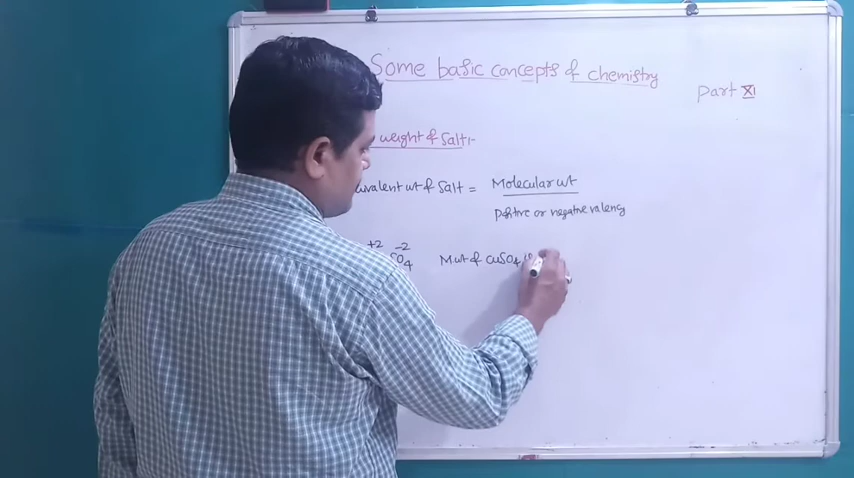 Some basic concepts of chemistry
Part XI
weight of Salt:-
uivalent wt of Salt = Molecular wt
Positive or negative valency
+2 -2
SO4 M wt of CuSO4